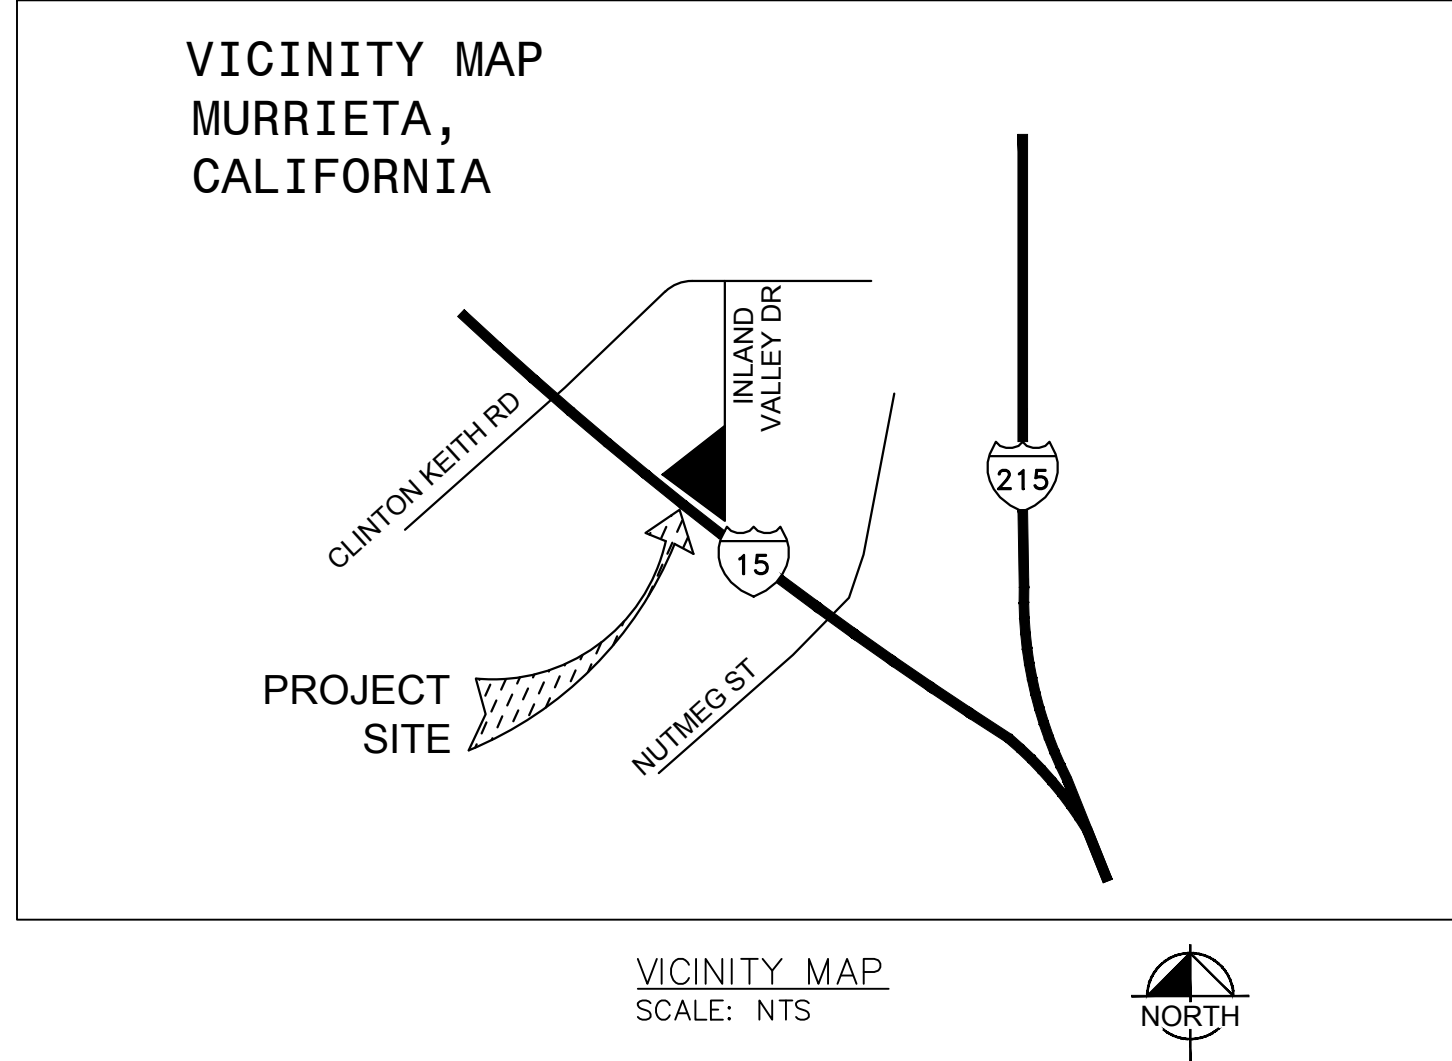 VICINITY MAP
MURRIETA,
CALIFORNIA
INLAND
VALLEY DR
CLINTON KEITH RD
215
15
PROJECT
SITE
NUTMEG ST
VICINITY MAP
SCALE: NTS
NORTH